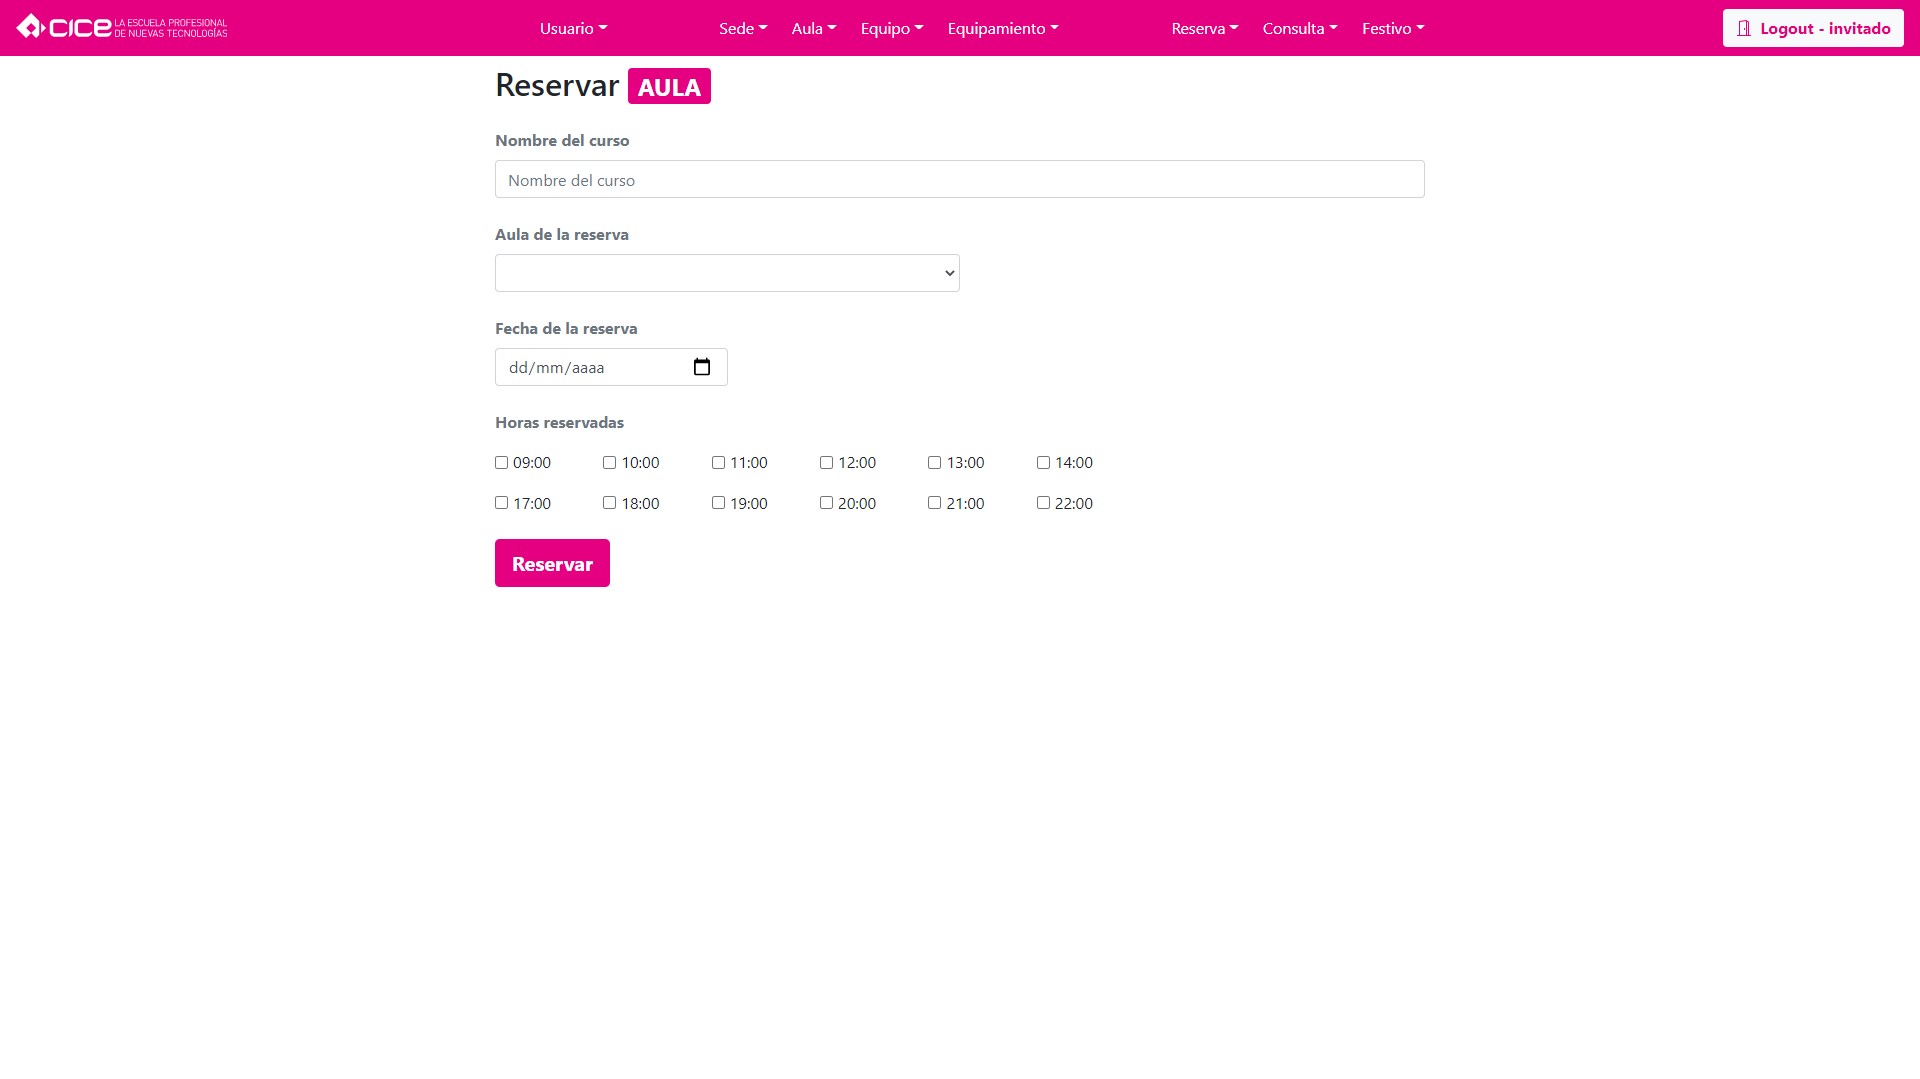 CICE LA ESCUELA PROFESIONAL
DE NUEVAS TECNOLOGÍAS
Usuario Sede Aula Equipo Equipamiento Reserva Consulta Festivo Logout - invitado
Reservar AULA
Nombre del curso
Nombre del curso
Aula de la reserva
Fecha de la reserva
dd/mm/aaaa
Horas reservadas
09:00 10:00 11:00 12:00 13:00 14:00
17:00 18:00 19:00 20:00 21:00 22:00
Reservar